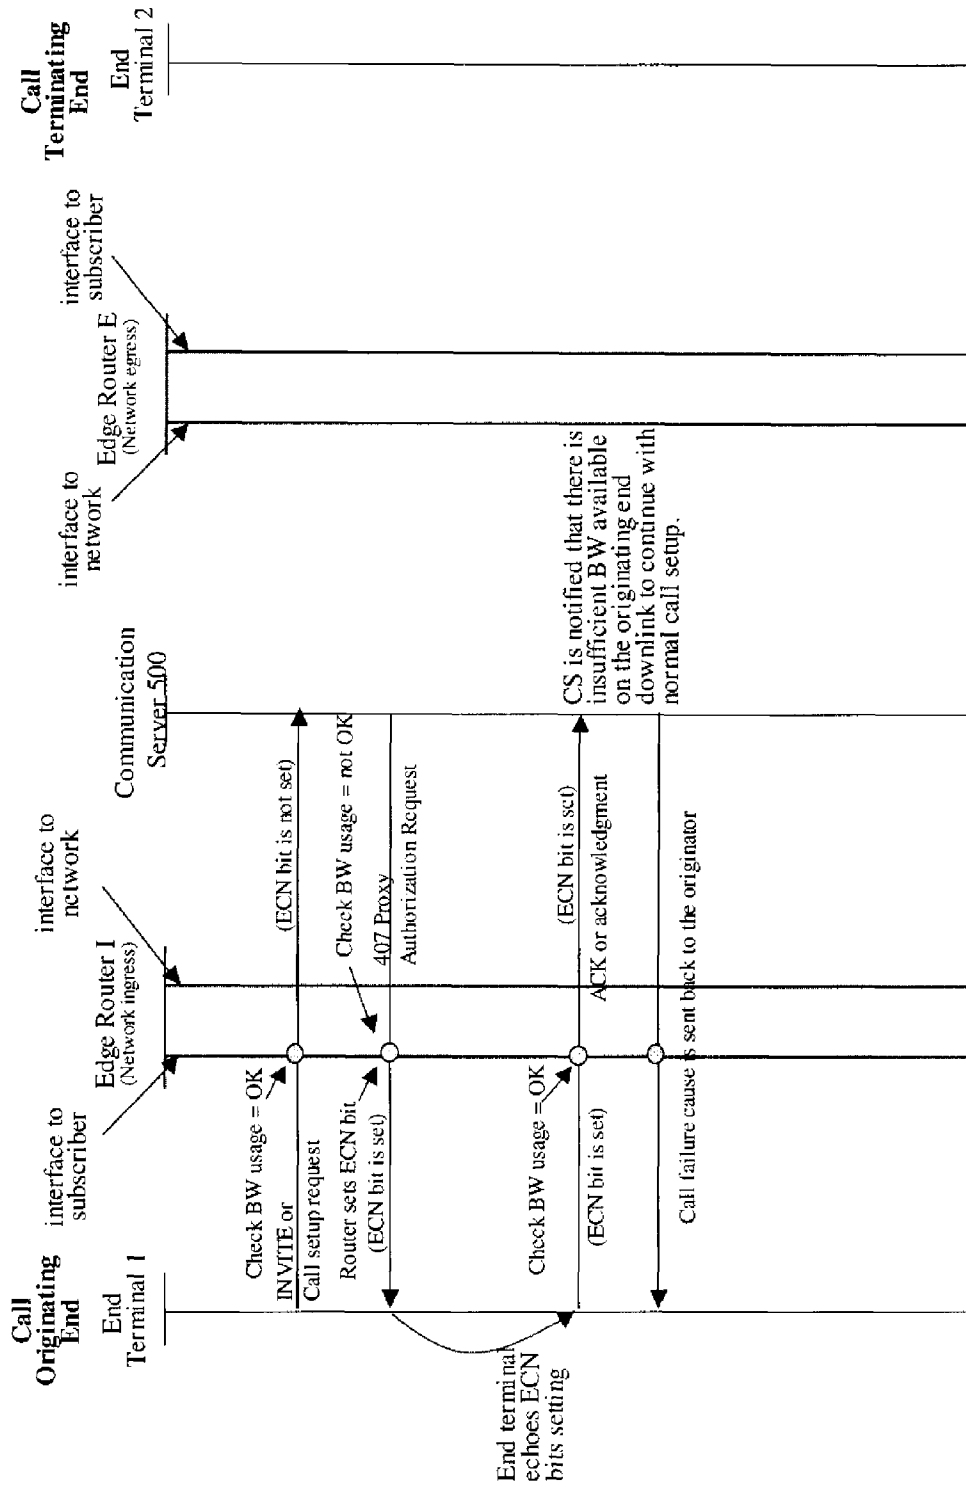 Call
Originating
End
End
Terminal 1
interface to
subscriber
Edge Router I
(Network ingress)
interface to
network
Communication
Server 500
interface to
network
Edge Router E
(Network egress)
interface to
subscriber
Call
Terminating
End
End
Terminal 2
Check BW usage = OK
INVITE or
Call setup request
(ECN bit is not set)
Router sets ECN bit
(ECN bit is set)
Check BW usage = not OK
407 Proxy
Authorization Request
End terminal
echoes ECN
bits setting
Check BW usage = OK
(ECN bit is set)
(ECN bit is set)
ACK or acknowledgment
CS is notified that there is
insufficient BW available
on the originating end
downlink to continue with
normal call setup.
Call failure cause is sent back to the originator